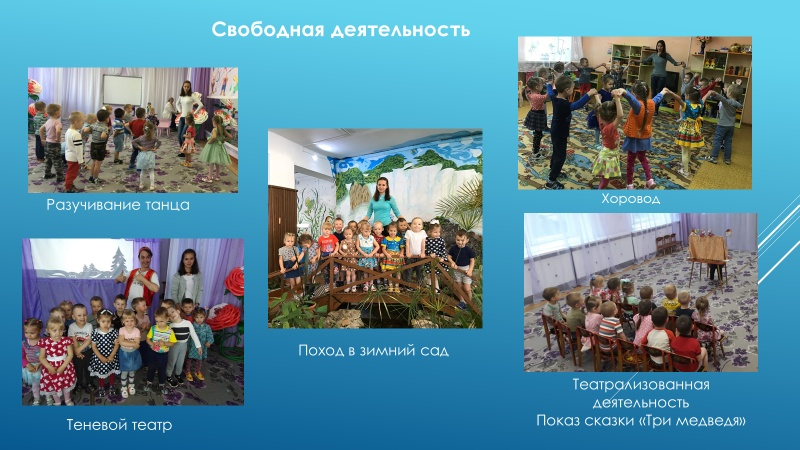 Свободная деятельность
Разучивание танца
Хоровод
Поход в зимний сад
Теневой театр
Театрализованная
деятельность
Показ сказки «Три медведя»